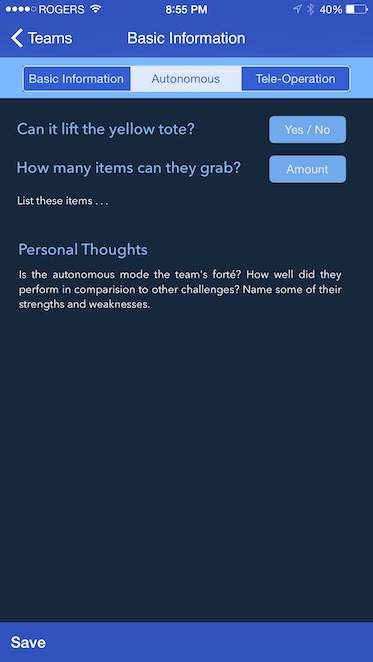 ROGERS 8:55 PM 40%
Teams Basic Information
Basic Information Autonomous Tele-Operation
Can it lift the yellow tote? Yes / No
How many items can they grab? Amount
List these items . . .
Personal Thoughts
Is the autonomous mode the team's forté? How well did they
perform in comparision to other challenges? Name some of their
strengths and weaknesses.
Save